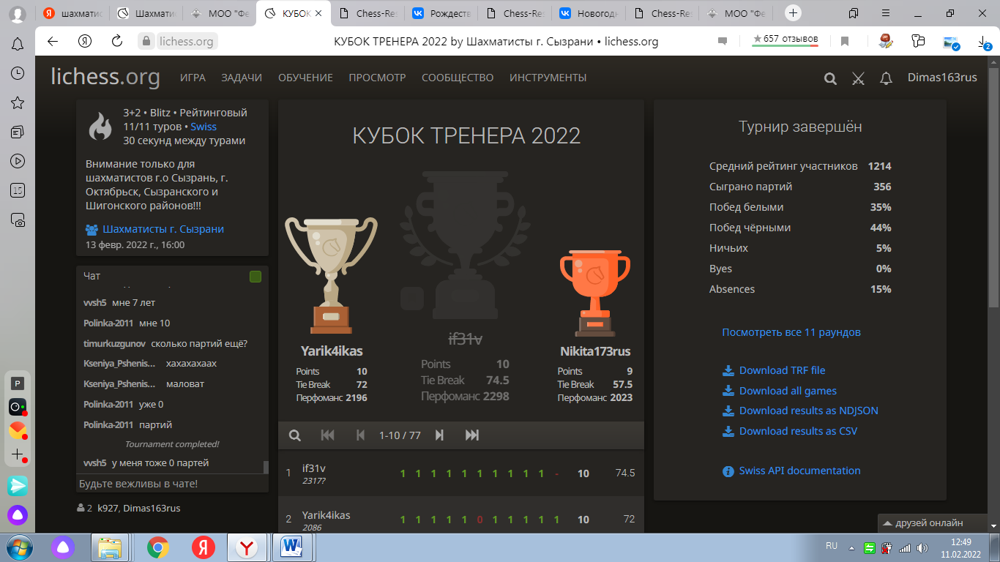 шахматис
Шахмати
МОО "Фе
КУБОК
Chess-Res
Рождеств
Chess-Res
Новогодн
Chess-Res
МОО "Фе
lichess.org
КУБОК ТРЕНЕРА 2022 by Шахматисты г. Сызрани • lichess.org
657 отзывов
2
lichess.org
ИГРА
ЗАДАЧИ
ОБУЧЕНИЕ
ПРОСМОТР
СООБЩЕСТВО
ИНСТРУМЕНТЫ
Dimas163rus
15
P
3+2 • Blitz • Рейтинговый
11/11 туров • Swiss
30 секунд между турами
Внимание только для
шахматистов г.о Сызрань, г.
Октябрьск, Сызранского и
Шигонского районов!!!
Шахматисты г. Сызрани
13 февр. 2022 г., 16:00
Чат
vvsh5 мне 7 лет
Polinka-2011 мне 10
timurkuzgunov сколько партий ещё?
Kseniya_Pshenis... хахахахаах
Kseniya_Pshenis... маловат
Polinka-2011 уже 0
Polinka-2011 партий
Tournament completed!
vvsh5 у меня тоже 0 партей
Будьте вежливы в чате!
2 k927, Dimas163rus
КУБОК ТРЕНЕРА 2022
Yarik4ikas
Points 10
Tie Break 72
Перфоманс 2196
if31v
Points 10
Tie Break 74.5
Перфоманс 2298
Nikita173rus
Points 9
Tie Break 57.5
Перфоманс 2023
1-10 / 77
1 if31v 1 1 1 1 1 1 1 1 1 1 - 10 74.5
2317?
2 Yarik4ikas 1 1 1 1 1 0 1 1 1 1 1 10 72
2086
Турнир завершён
Средний рейтинг участников 1214
Сыграно партий 356
Побед белыми 35%
Побед чёрными 44%
Ничьих 5%
Byes 0%
Absences 15%
Посмотреть все 11 раундов
Download TRF file
Download all games
Download results as NDJSON
Download results as CSV
Swiss API documentation
друзей онлайн
RU
12:49
11.02.2022